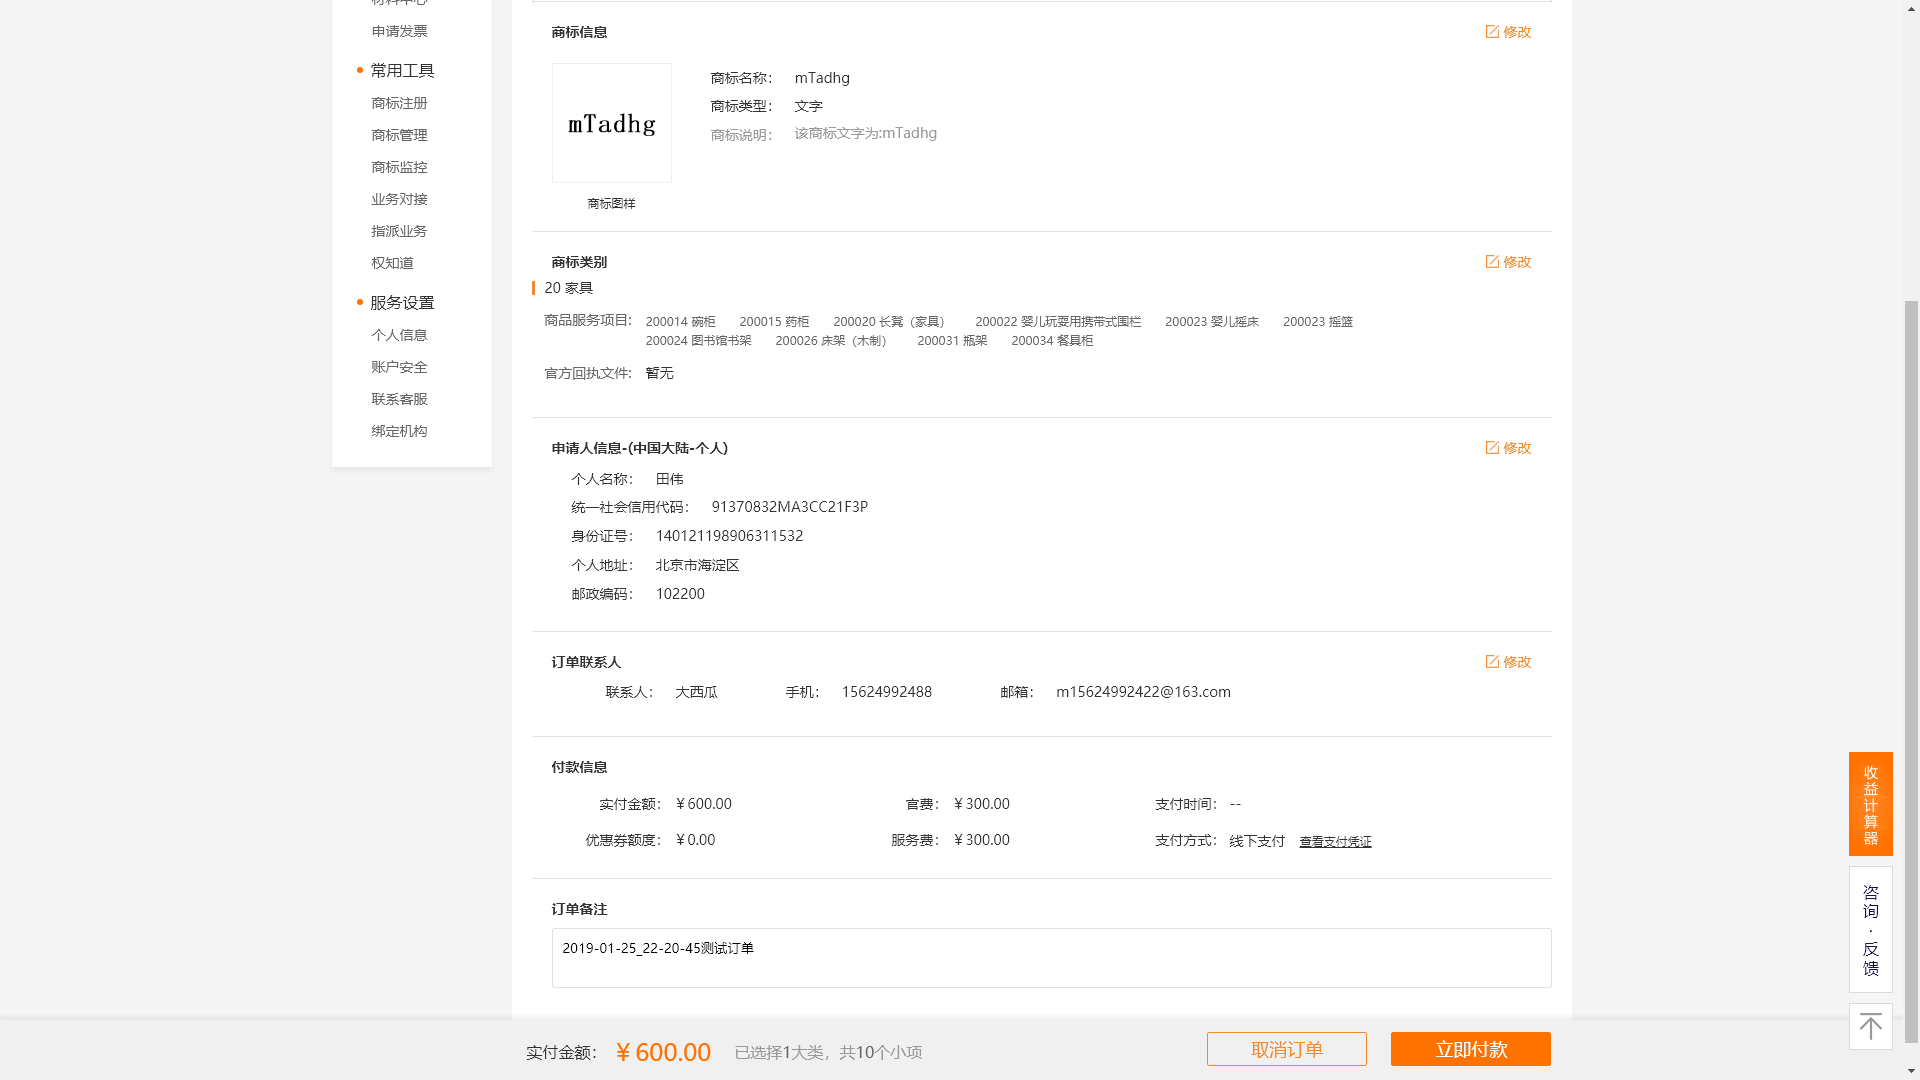 申请发票
常用工具
商标注册
商标管理
商标监控
业务对接
指派业务
权知道
服务设置
个人信息
账户安全
联系客服
绑定机构
商标信息
修改
mTadhg
商标图样
商标名称： mTadhg
商标类型： 文字
商标说明： 该商标文字为:mTadhg
商标类别
修改
20 家具
商品服务项目: 200014 碗柜 200015 药柜 200020 长凳（家具） 200022 婴儿玩耍用携带式围栏 200023 婴儿摇床 200023 摇篮
200024 图书馆书架 200026 床架（木制） 200031 瓶架 200034 餐具柜
官方回执文件: 暂无
申请人信息-(中国大陆-个人)
修改
个人名称： 田伟
统一社会信用代码： 91370832MA3CC21F3P
身份证号： 140121198906311532
个人地址： 北京市海淀区
邮政编码： 102200
订单联系人
修改
联系人： 大西瓜 手机： 15624992488 邮箱： m15624992422@163.com
付款信息
实付金额： ¥600.00 官费： ¥300.00 支付时间： --
优惠券额度： ¥0.00 服务费： ¥300.00 支付方式： 线下支付 查看支付凭证
订单备注
2019-01-25_22-20-45测试订单
实付金额： ¥600.00 已选择1大类，共10个小项
取消订单
立即付款
收益计算器
咨询·反馈